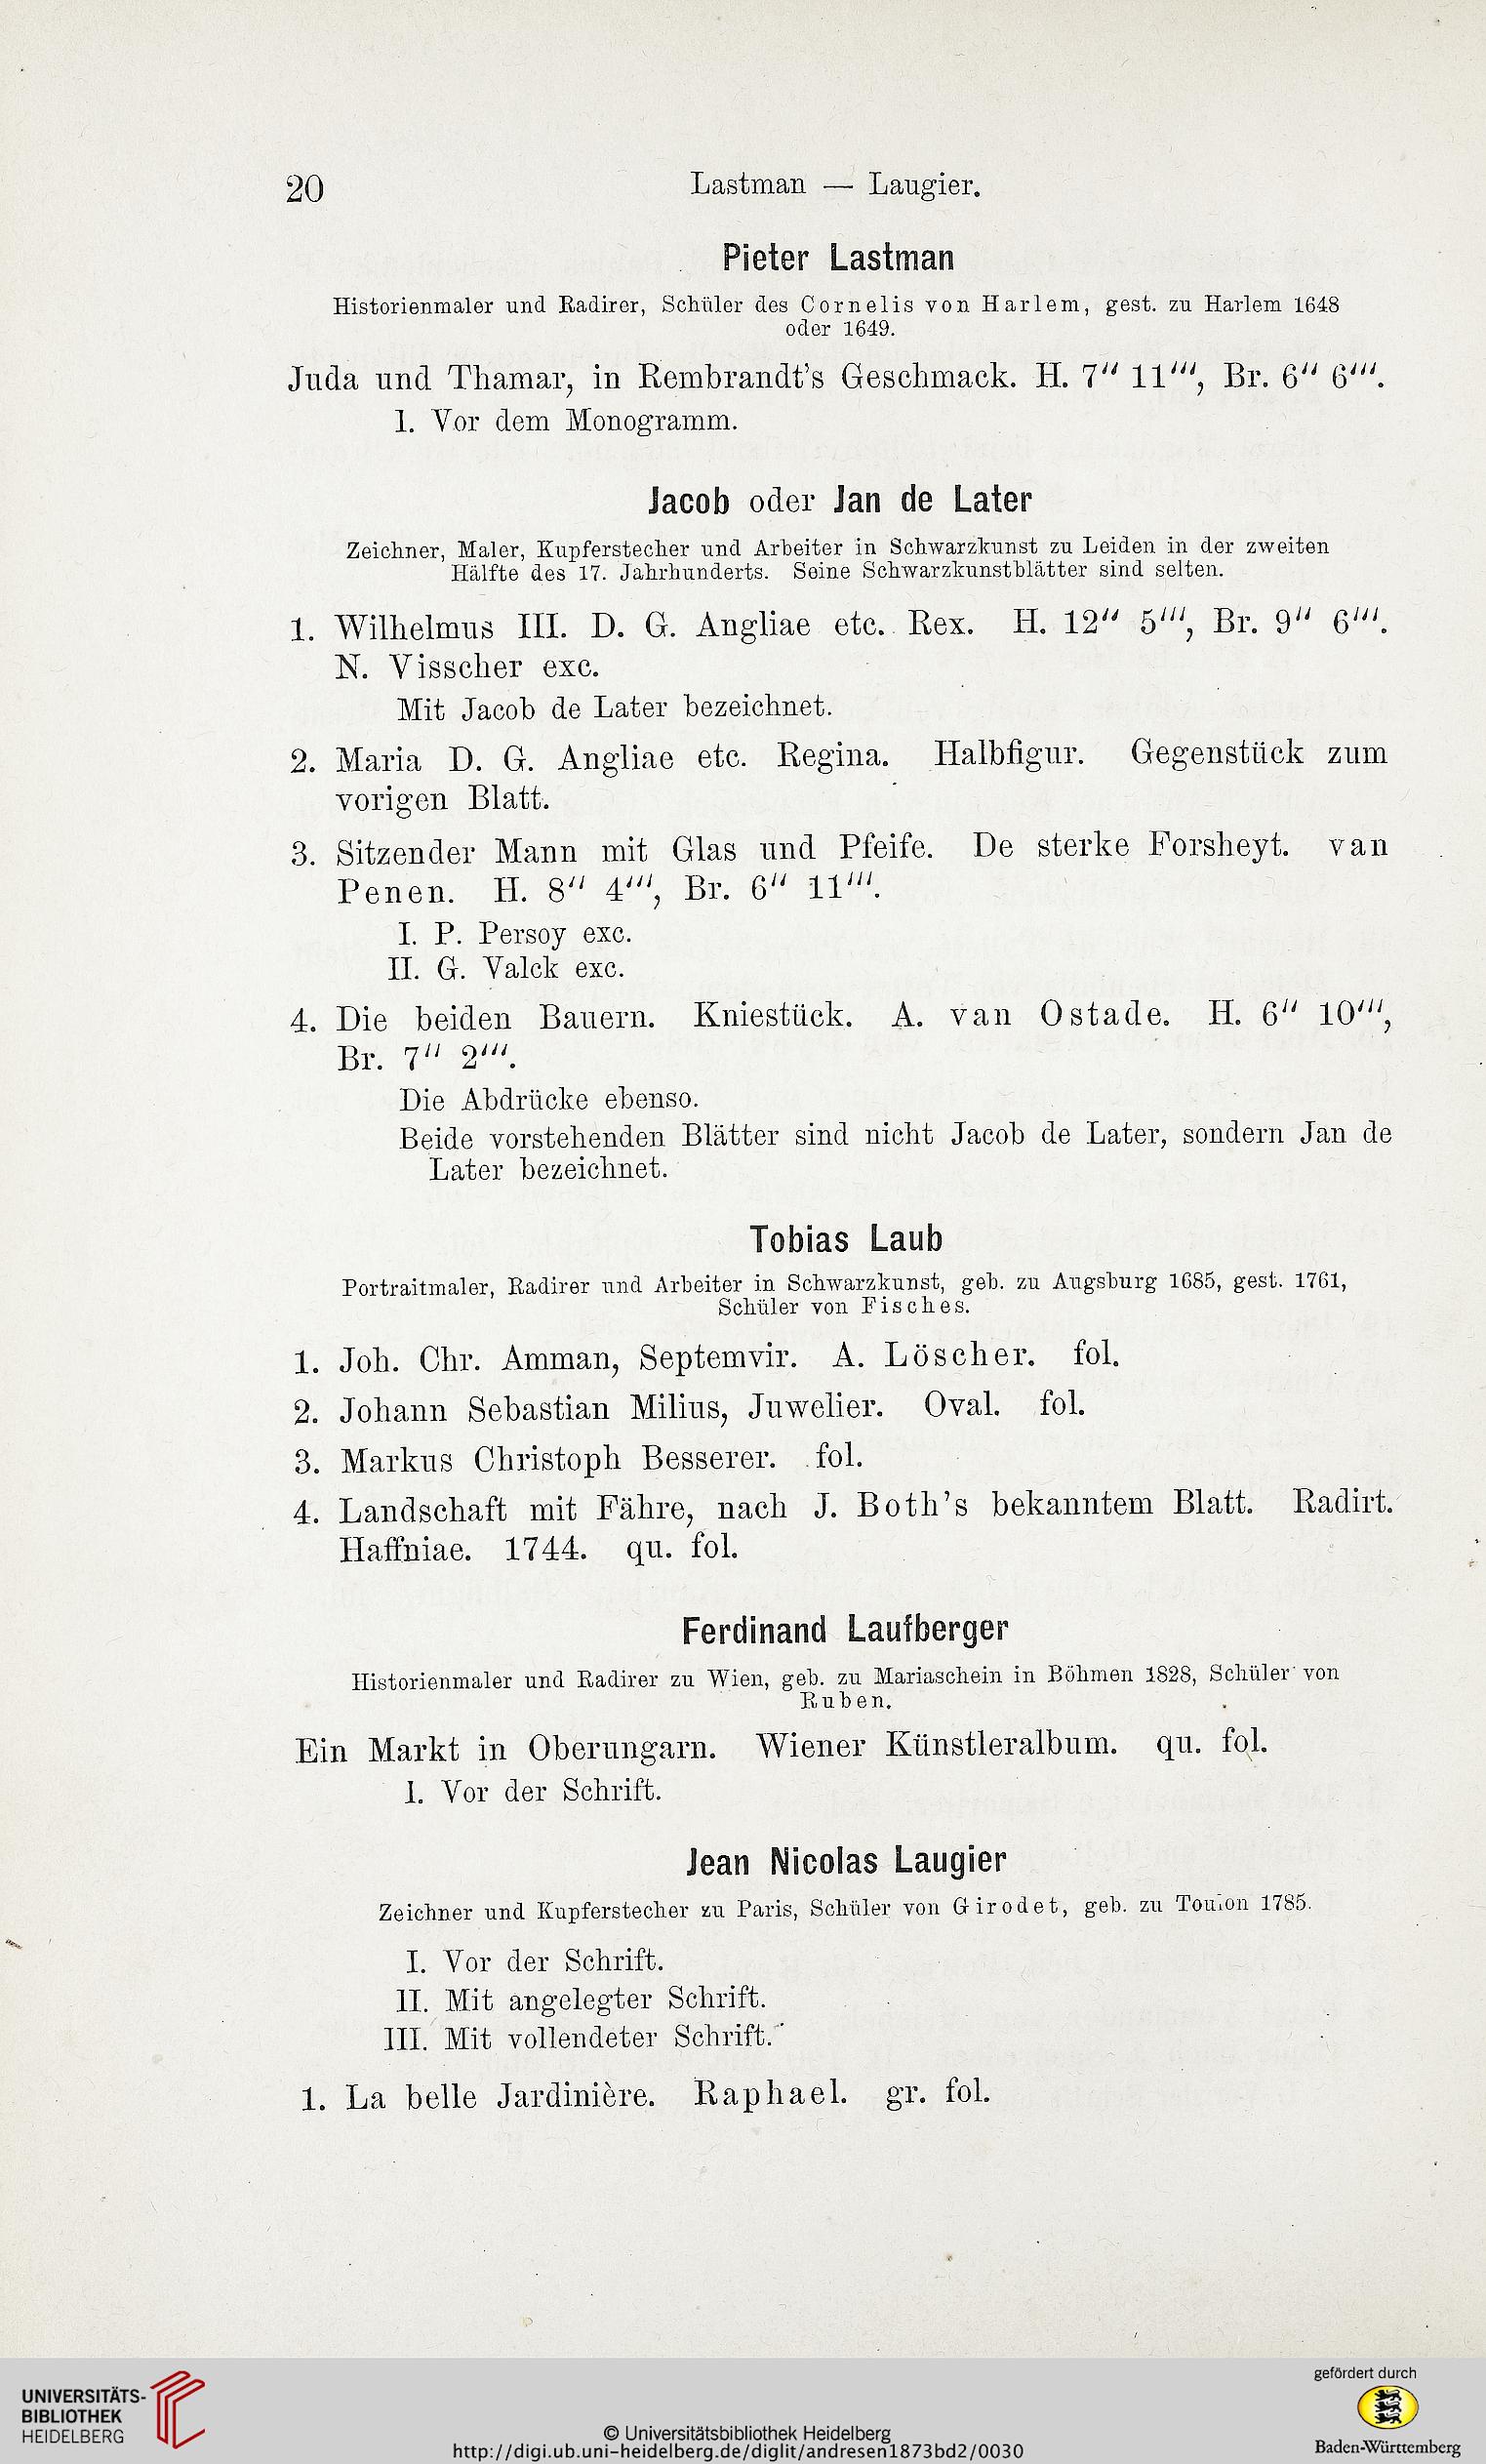 20
Lastman — Laugier.
Pieter Lastman
Historienmaler und Radirer, Schüler des Cornelis von Harlem, gest. zu Harlem 1648
oder 1649.
Juda und Thamar, in Rembrandt's Geschmack. H. 7'' 11''', Br. 6'' 6'''.
I. Vor dem Monogramm.
Jacob oder Jan de Later
Zeichner, Maler, Kupferstecher und Arbeiter in Schwarzkunst zu Leiden in der zweiten
Hälfte des 17. Jahrhunderts. Seine Schwarzkunstblätter sind selten.
1. Wilhelmus III. D. G. Angliae etc. Rex. H. 12'' 5''', Br. 9'' 6'''.
N. Visscher exc.
Mit Jacob de Later bezeichnet.
2. Maria D. G. Angliae etc. Regina. Halbfigur. Gegenstück zum
vorigen Blatt.
3. Sitzender Mann mit Glas und Pfeife. De sterke Forsheyt. van
Penen. H. 8'' 4''', Br. 6'' 11'''.
I. P. Persoy exc.
II. G. Valck exc.
4. Die beiden Bauern. Kniestück. A. van Ostade. H. 6'' 10''',
Br. 7'' 2'''.
Die Abdrücke ebenso.
Beide vorstehenden Blätter sind nicht Jacob de Later, sondern Jan de
Later bezeichnet.
Tobias Laub
Portraitmaler, Radirer und Arbeiter in Schwarzkunst, geb. zu Augsburg 1685, gest. 1761,
Schüler von Fisches.
1. Joh. Chr. Amman, Septemvir. A. Löscher. fol.
2. Johann Sebastian Milius, Juwelier. Oval. fol.
3. Markus Christoph Besserer. fol.
4. Landschaft mit Fähre, nach J. Both's bekanntem Blatt. Radirt.
Haffniae. 1744. qu. fol.
Ferdinand Laufberger
Historienmaler und Radirer zu Wien, geb. zu Mariaschein in Böhmen 1828, Schüler von
Ruben.
Ein Markt in Oberungarn. Wiener Künstleralbum. qu. fol.
I. Vor der Schrift.
Jean Nicolas Laugier
Zeichner und Kupferstecher zu Paris, Schüler von Girodet, geb. zu Toulon 1785.
I. Vor der Schrift.
II. Mit angelegter Schrift.
III. Mit vollendeter Schrift.
1. La belle Jardinière. Raphael. gr. fol.
UNIVERSITÄTS-
BIBLIOTHEK
HEIDELBERG
© Universitätsbibliothek Heidelberg
http://digi.ub.uni-heidelberg.de/diglit/andresen1873bd2/0030
gefördert durch
Baden-Württemberg